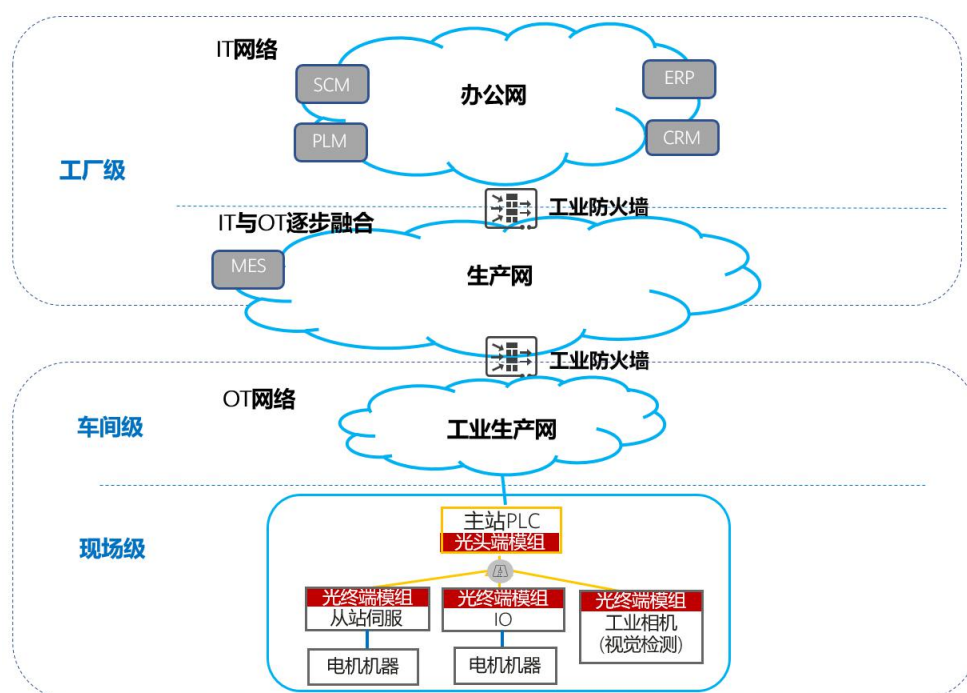 IT网络
SCM
ERP
办公网
PLM
CRM
工厂级
工业防火墙
IT与OT逐步融合
MES
生产网
工业防火墙
OT网络
车间级
工业生产网
主站PLC
光头端模组
现场级
光终端模组
光终端模组
光终端模组
从站伺服
IO
工业相机
(视觉检测)
电机机器
电机机器